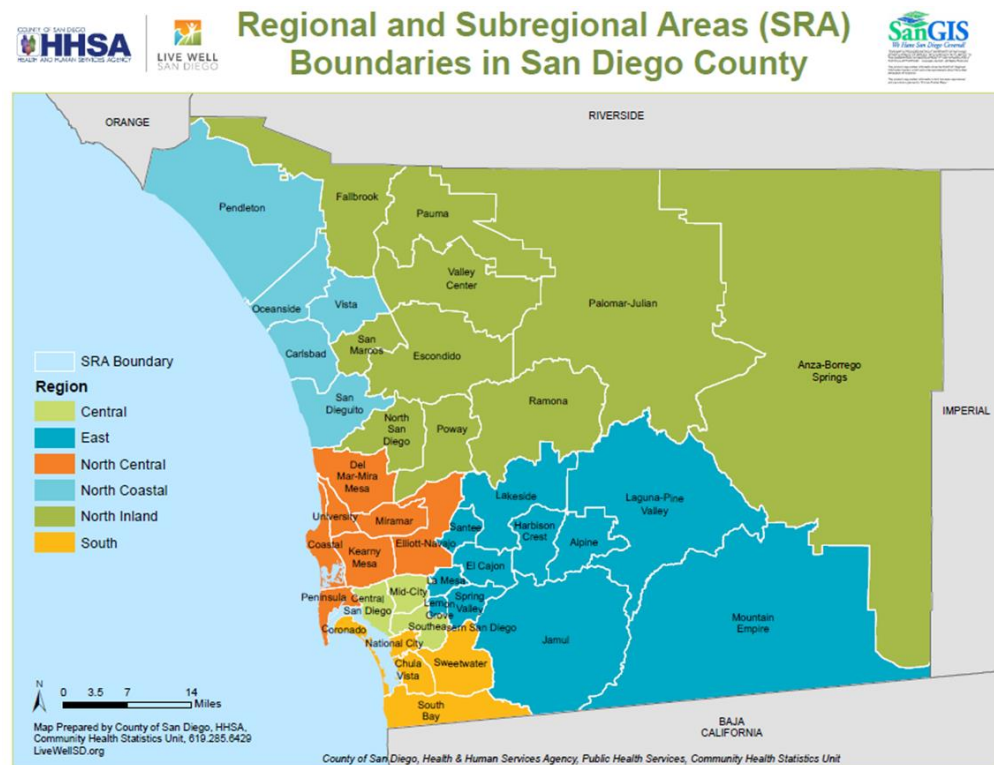 COUNTY OF SAN DIEGO
HHSA
HEALTH AND HUMAN SERVICES AGENCY
LIVE WELL
SAN DIEGO
Regional and Subregional Areas (SRA)
Boundaries in San Diego County
SanGIS
We Have San Diego Covered!
ORANGE
RIVERSIDE
Pendleton
Fallbrook
Pauma
Valley
Center
Palomar-Julian
Oceanside
Vista
Carlsbad
San
Marcos
Escondido
Anza-Borrego
Springs
San
Dieguito
North
San
Diego
Poway
Ramona
IMPERIAL
SRA Boundary
Region
Central
East
North Central
North Coastal
North Inland
South
Del
Mar-Mira
Mesa
Lakeside
Laguna-Pine
Valley
University
Miramar
Santee
Harbison
Crest
Alpine
Coastal
Kearny
Mesa
Elliott-Navajo
El Cajon
La Mesa
Peninsula
Central
San Diego
Mid-City
Lemon
Grove
Spring
Valley
Southeastern San Diego
Jamul
Mountain
Empire
Coronado
National City
Chula
Vista
Sweetwater
South
Bay
N
0 3.5 7 14
Miles
BAJA
CALIFORNIA
Map Prepared by County of San Diego, HHSA,
Community Health Statistics Unit, 619.285.6429
LiveWellSD.org
County of San Diego, Health & Human Services Agency, Public Health Services, Community Health Statistics Unit